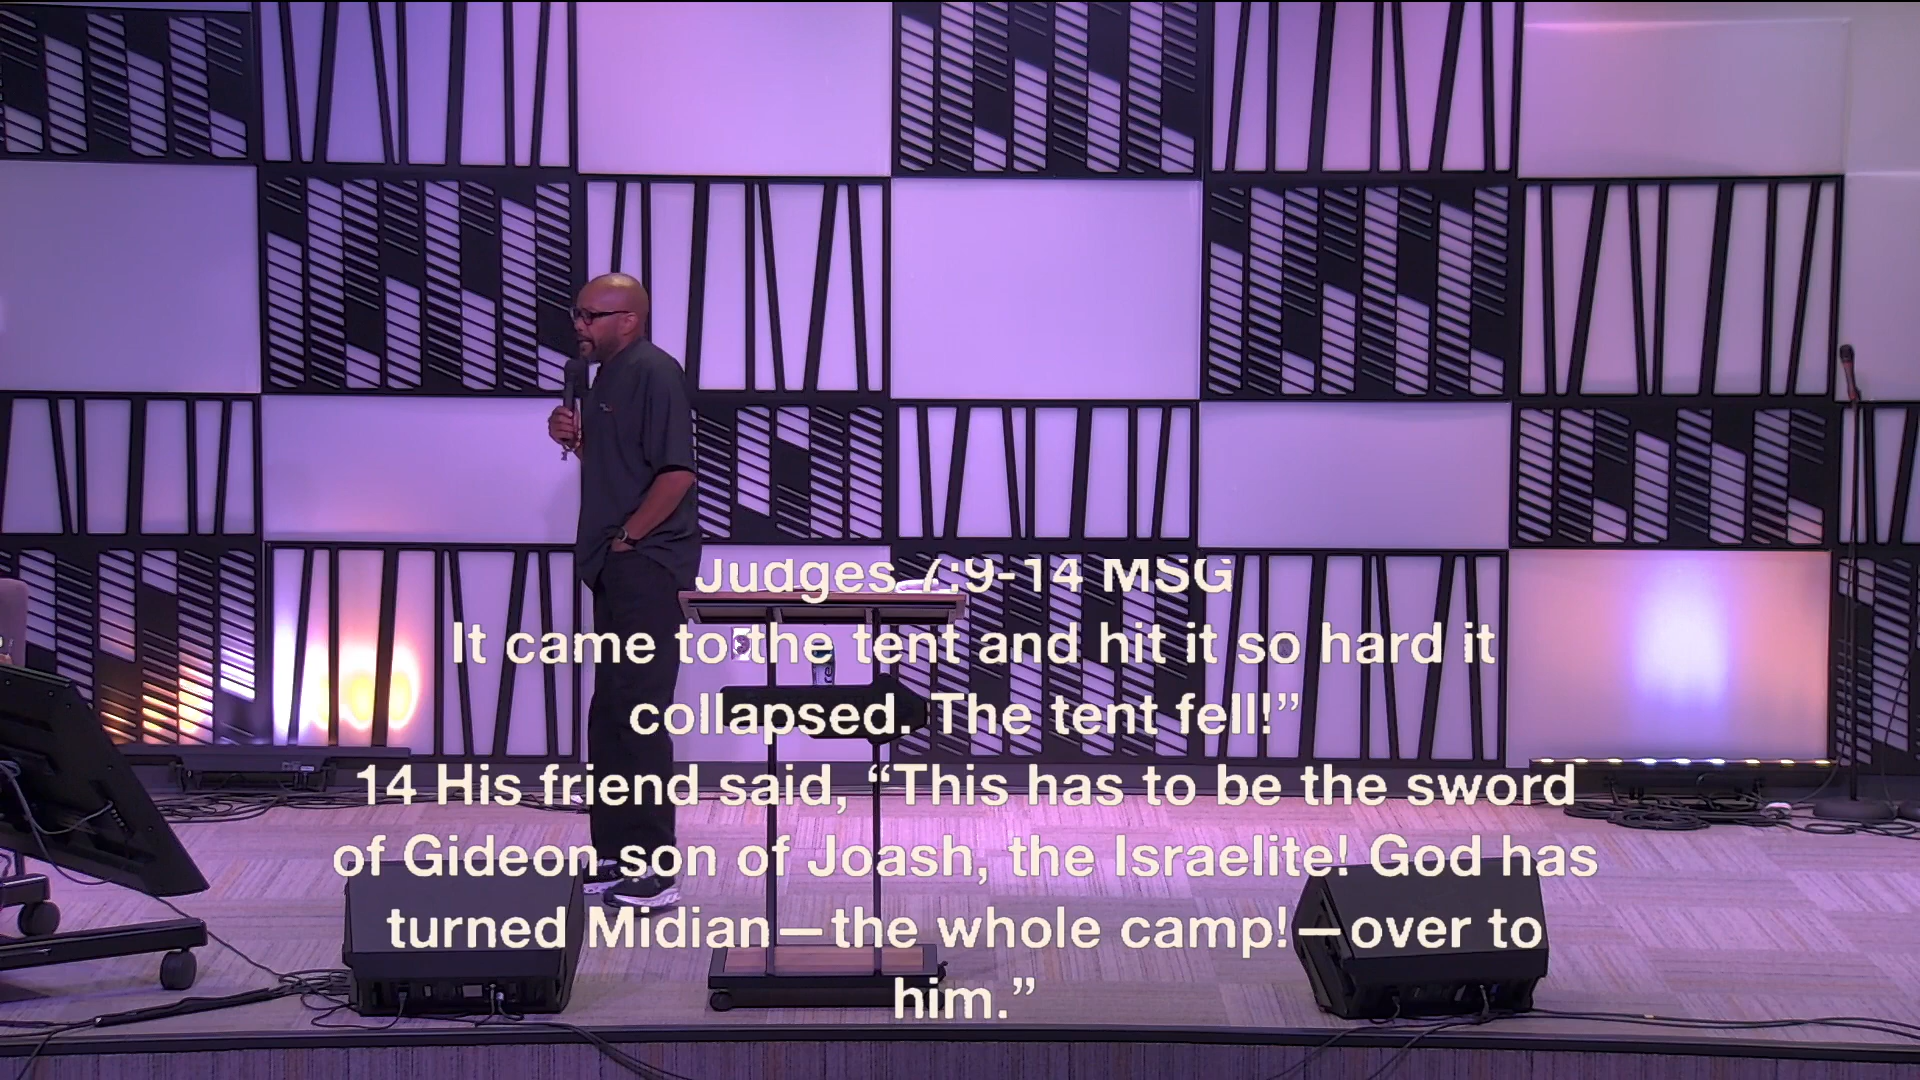 Judges 7:9-14 MSG
It came to the tent and hit it so hard it
collapsed. The tent fell!”
14 His friend said, “This has to be the sword
of Gideon son of Joash, the Israelite! God has
turned Midian—the whole camp!—over to
him.”